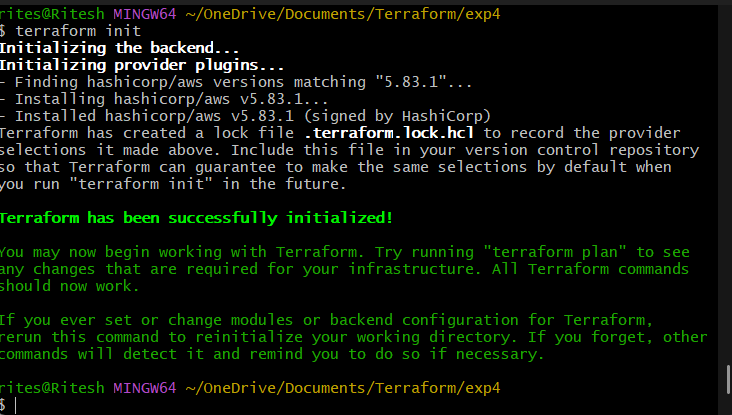 rites@Ritesh MINGW64 ~/OneDrive/Documents/Terraform/exp4
$ terraform init
Initializing the backend...
Initializing provider plugins...
- Finding hashicorp/aws versions matching "5.83.1"...
- Installing hashicorp/aws v5.83.1...
- Installed hashicorp/aws v5.83.1 (signed by HashiCorp)
Terraform has created a lock file .terraform.lock.hcl to record the provider
selections it made above. Include this file in your version control repository
so that Terraform can guarantee to make the same selections by default when
you run "terraform init" in the future.
Terraform has been successfully initialized!
You may now begin working with Terraform. Try running "terraform plan" to see
any changes that are required for your infrastructure. All Terraform commands
should now work.
If you ever set or change modules or backend configuration for Terraform,
rerun this command to reinitialize your working directory. If you forget, other
commands will detect it and remind you to do so if necessary.
rites@Ritesh MINGW64 ~/OneDrive/Documents/Terraform/exp4
$